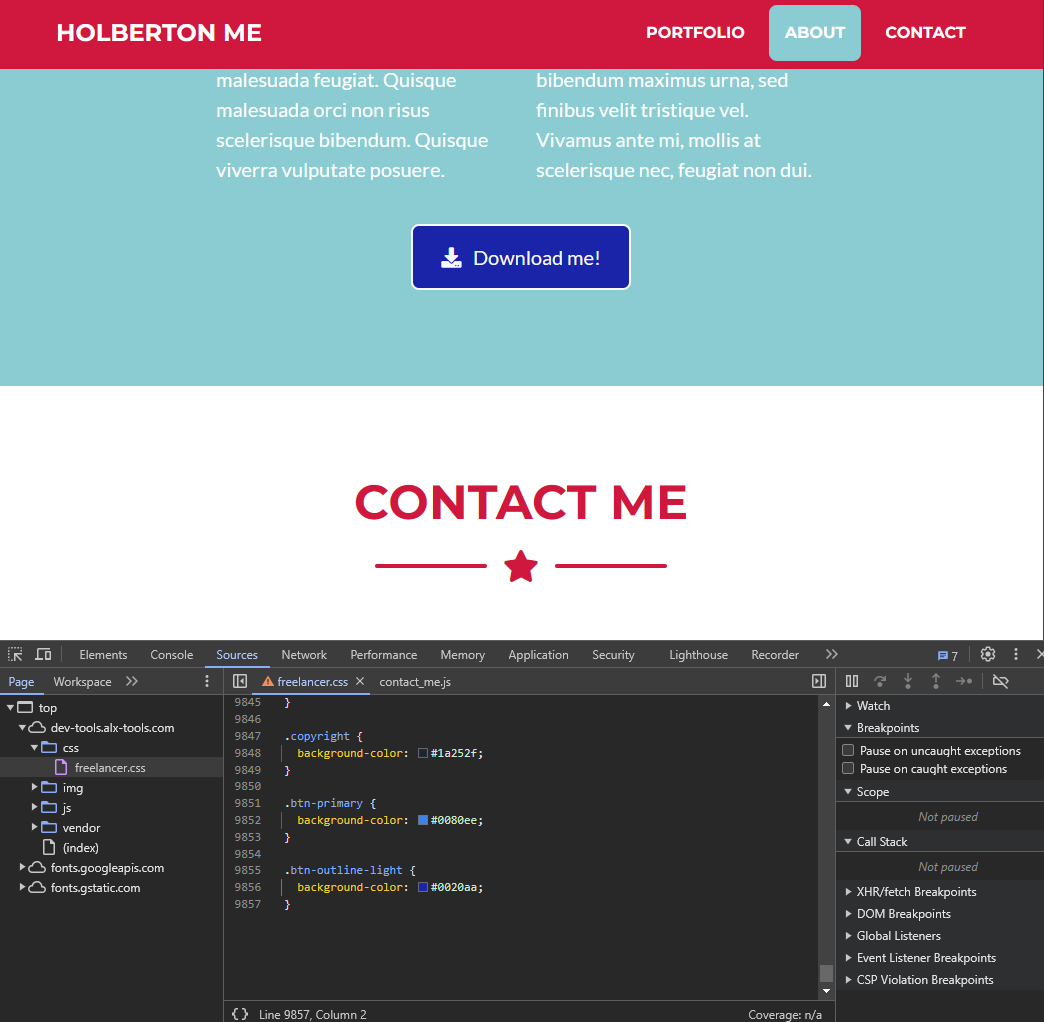 HOLBERTON ME
PORTFOLIO
ABOUT
CONTACT
malesuada feugiat. Quisque
malesuada orci non risus
scelerisque bibendum. Quisque
viverra vulputate posuere.
bibendum maximus urna, sed
finibus velit tristique vel.
Vivamus ante mi, mollis at
scelerisque nec, feugiat non dui.
Download me!
CONTACT ME
Elements
Console
Sources
Network
Performance
Memory
Application
Security
Lighthouse
Recorder
7
Page
Workspace
top
dev-tools.alx-tools.com
css
freelancer.css
img
js
vendor
(index)
fonts.googleapis.com
fonts.gstatic.com
freelancer.css
contact_me.js
9845 }
9846
9847 .copyright {
9848 background-color: #1a252f;
9849 }
9850
9851 .btn-primary {
9852 background-color: #0080ee;
9853 }
9854
9855 .btn-outline-light {
9856 background-color: #0020aa;
9857 }
{ } Line 9857, Column 2
Coverage: n/a
Watch
Breakpoints
Pause on uncaught exceptions
Pause on caught exceptions
Scope
Not paused
Call Stack
Not paused
XHR/fetch Breakpoints
DOM Breakpoints
Global Listeners
Event Listener Breakpoints
CSP Violation Breakpoints